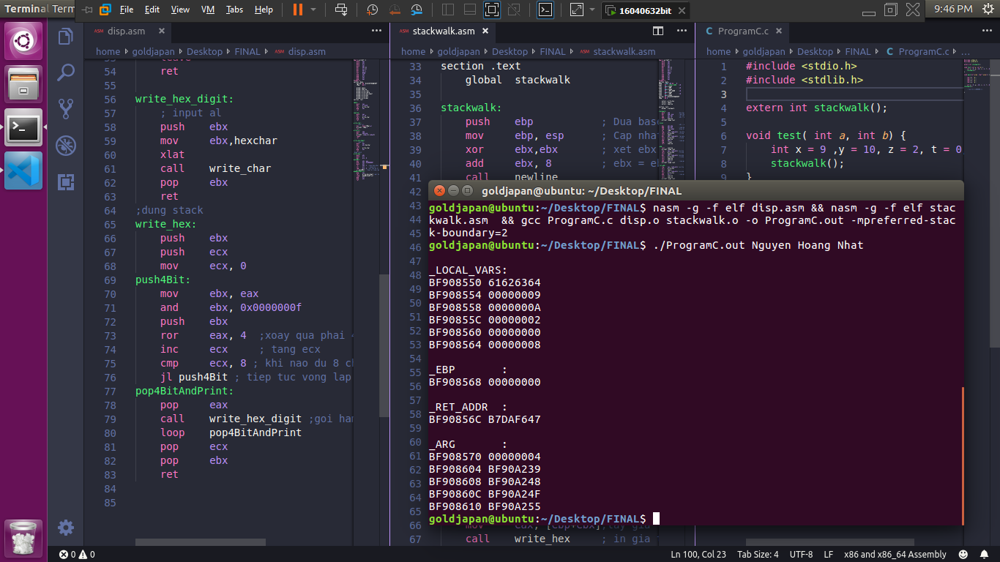 Terminal Term
File Edit View VM Tabs Help
16040632bit
9:46 PM
disp.asm
home goldjapan Desktop FINAL disp.asm
54 ret
55
56 write_hex_digit:
57 ; input al
58 push ebx
59 mov ebx,hexchar
60 xlat
61 call write_char
62 pop ebx
63 ret
64 ;dung stack
65 write_hex:
66 push ebx
67 push ecx
68 mov ecx, 0
69 push4Bit:
70 mov ebx, eax
71 and ebx, 0x0000000f
72 push ebx
73 ror eax, 4 ;xoay qua phai 4
74 inc ecx ; tang ecx
75 cmp ecx, 8 ; khi nao du 8 c
76 jl push4Bit ; tiep tuc vong lap
77 pop4BitAndPrint:
78 pop eax
79 call write_hex_digit ;goi ham
80 loop pop4BitAndPrint
81 pop ecx
82 pop ebx
83 ret
84
85
stackwalk.asm
home goldjapan Desktop FINAL stackwalk.asm
33 section .text
34 global stackwalk
35
36 stackwalk:
37 push ebp ; Dua base
38 mov ebp, esp ; Cap nha
39 xor ebx,ebx ; xet ebx
40 add ebx, 8 ; ebx = eb
41 call newline
42
43
44
45
46
47
48
49
50
51
52
53
54
55
56
57
58
59
60
61
62
63
64
65
66 mov eax, [ebp+ebx];lay gia
67 call write_hex ; in gia
ProgramC.c
home goldjapan Desktop FINAL ProgramC.c ...
1 #include <stdio.h>
2 #include <stdlib.h>
3
4 extern int stackwalk();
5
6 void test( int a, int b) {
7 int x = 9 ,y = 10, z = 2, t = 0
8 stackwalk();
9 }
goldjapan@ubuntu: ~/Desktop/FINAL
goldjapan@ubuntu:~/Desktop/FINAL$ nasm -g -f elf disp.asm && nasm -g -f elf stac
kwalk.asm && gcc ProgramC.c disp.o stackwalk.o -o ProgramC.out -mpreferred-stac
k-boundary=2
goldjapan@ubuntu:~/Desktop/FINAL$ ./ProgramC.out Nguyen Hoang Nhat
_LOCAL_VARS:
BF908550 61626364
BF908554 00000009
BF908558 0000000A
BF90855C 00000002
BF908560 00000000
BF908564 00000008
_EBP :
BF908568 00000000
_RET_ADDR :
BF90856C B7DAF647
_ARG :
BF908570 00000004
BF908604 BF90A239
BF908608 BF90A248
BF90860C BF90A24F
BF908610 BF90A255
goldjapan@ubuntu:~/Desktop/FINAL$
0 0
Ln 100, Col 23 Tab Size: 4 UTF-8 LF x86 and x86_64 Assembly